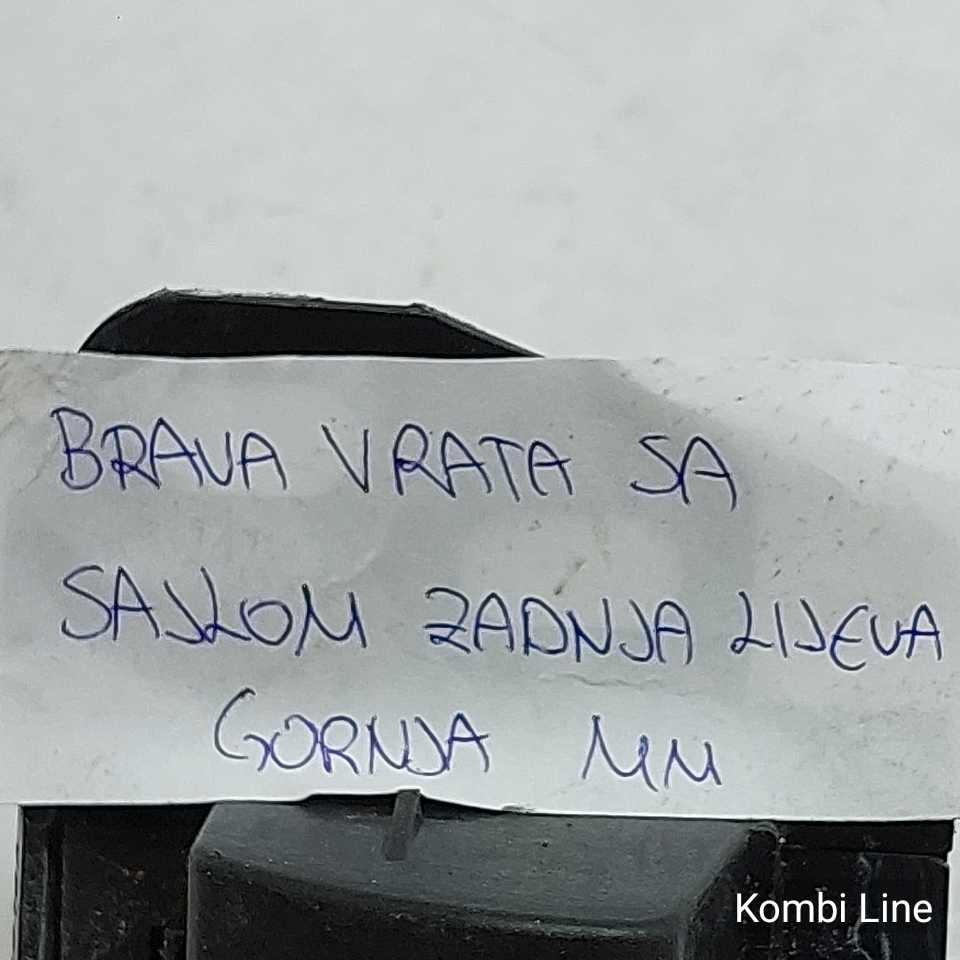 BRAVA VRATA SA
SAJLOM ZADNJA LIJEVA
GORNJA MM
Kombi Line